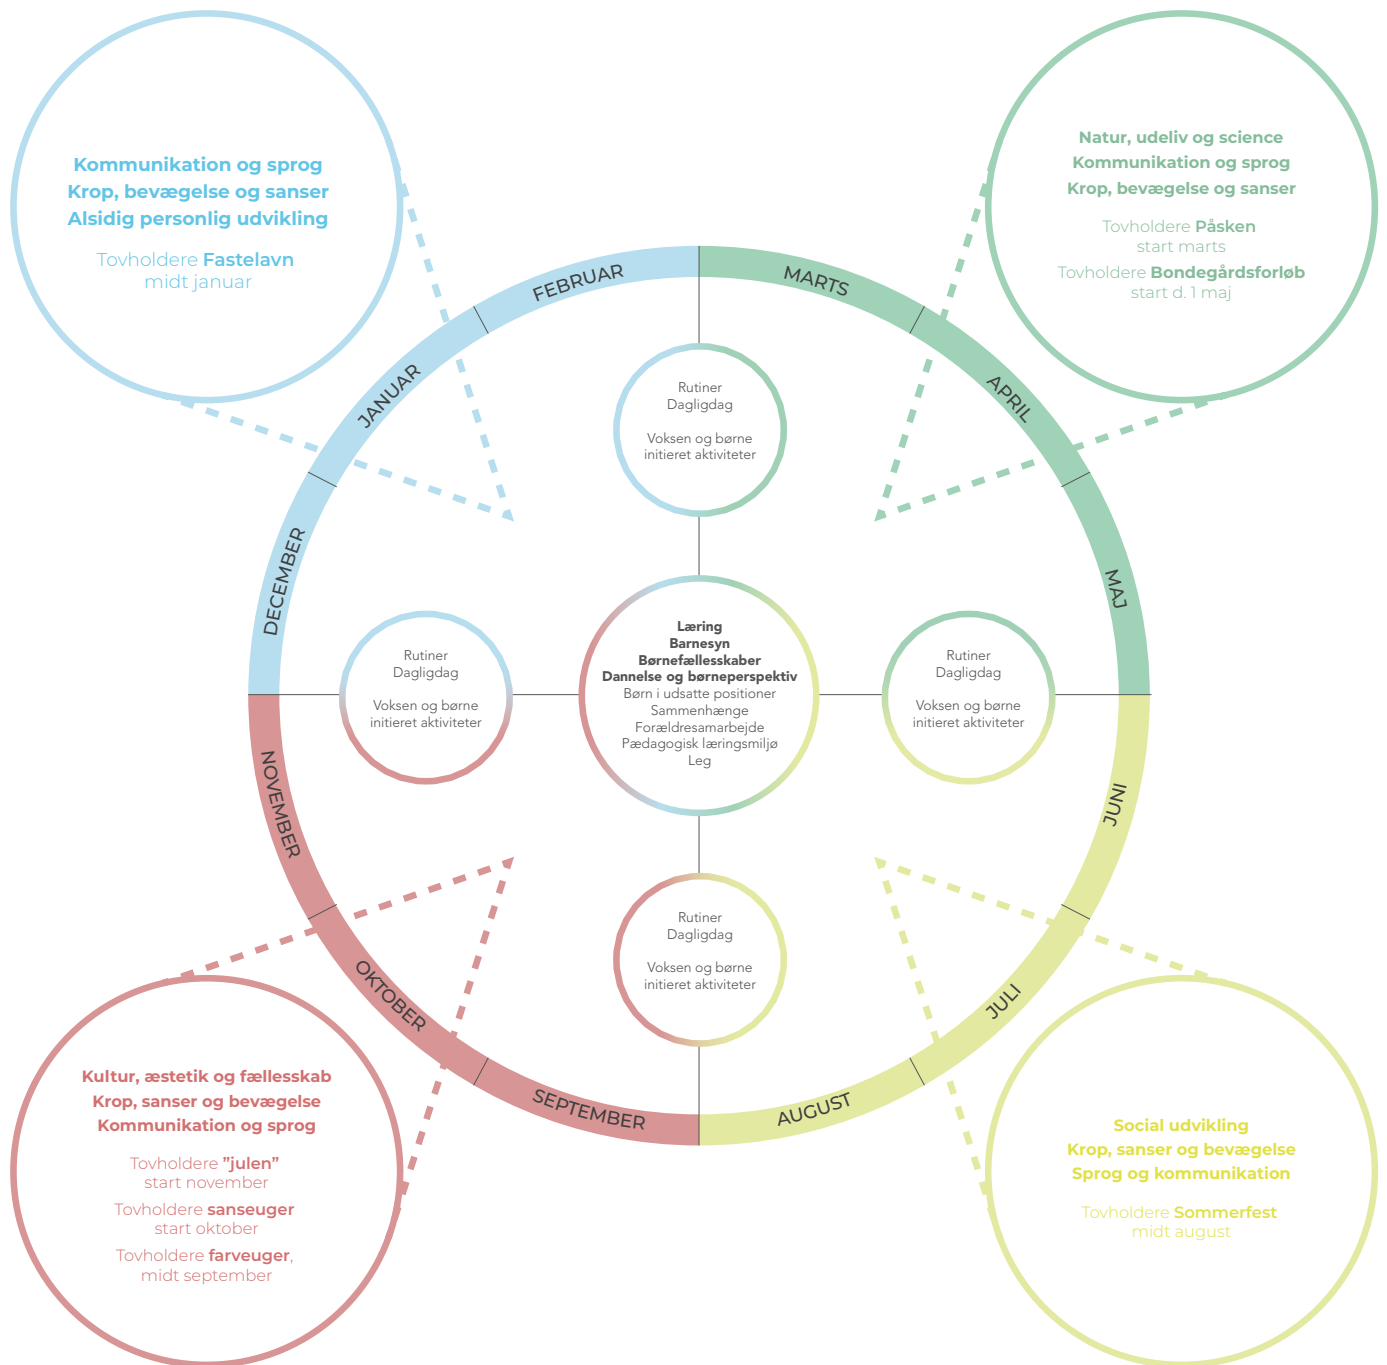 Kommunikation og sprog
Krop, bevægelse og sanser
Alsidig personlig udvikling
Tovholdere Fastelavn
midt januar
Natur, udeliv og science
Kommunikation og sprog
Krop, bevægelse og sanser
Tovholdere Påsken
start marts
Tovholdere Bondegårdsforløb
start d. 1 maj
FEBRUAR
MARTS
JANUAR
APRIL
DECEMBER
MAJ
NOVEMBER
JUNI
OKTOBER
JULI
SEPTEMBER
AUGUST
Rutiner
Dagligdag
Voksen og børne
initieret aktiviteter
Rutiner
Dagligdag
Voksen og børne
initieret aktiviteter
Læring
Barnesyn
Børnefællesskaber
Dannelse og børneperspektiv
Børn i udsatte positioner
Sammenhænge
Forældresamarbejde
Pædagogisk læringsmiljø
Leg
Rutiner
Dagligdag
Voksen og børne
initieret aktiviteter
Rutiner
Dagligdag
Voksen og børne
initieret aktiviteter
Kultur, æstetik og fællesskab
Krop, sanser og bevægelse
Kommunikation og sprog
Tovholdere ”julen”
start november
Tovholdere sanseuger
start oktober
Tovholdere farveuger,
midt september
Social udvikling
Krop, sanser og bevægelse
Sprog og kommunikation
Tovholdere Sommerfest
midt august